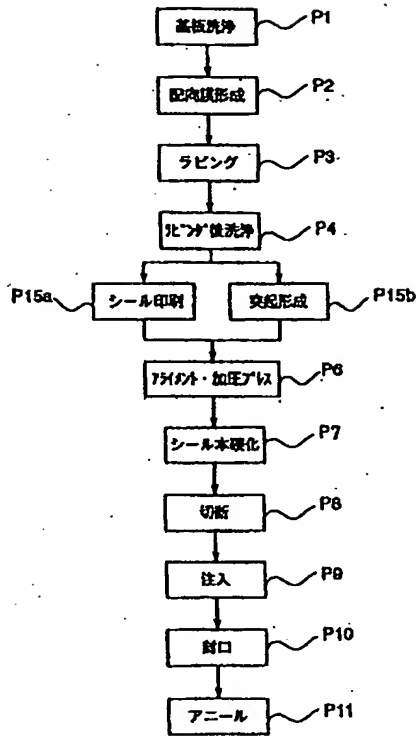 基板洗浄 P1
配向膜形成 P2
ラビング P3
ラビング後洗浄 P4
P15a シール印刷 突起形成 P15b
アライメント・加圧プレス P6
シール本硬化 P7
切断 P8
注入 P9
封口 P10
アニール P11